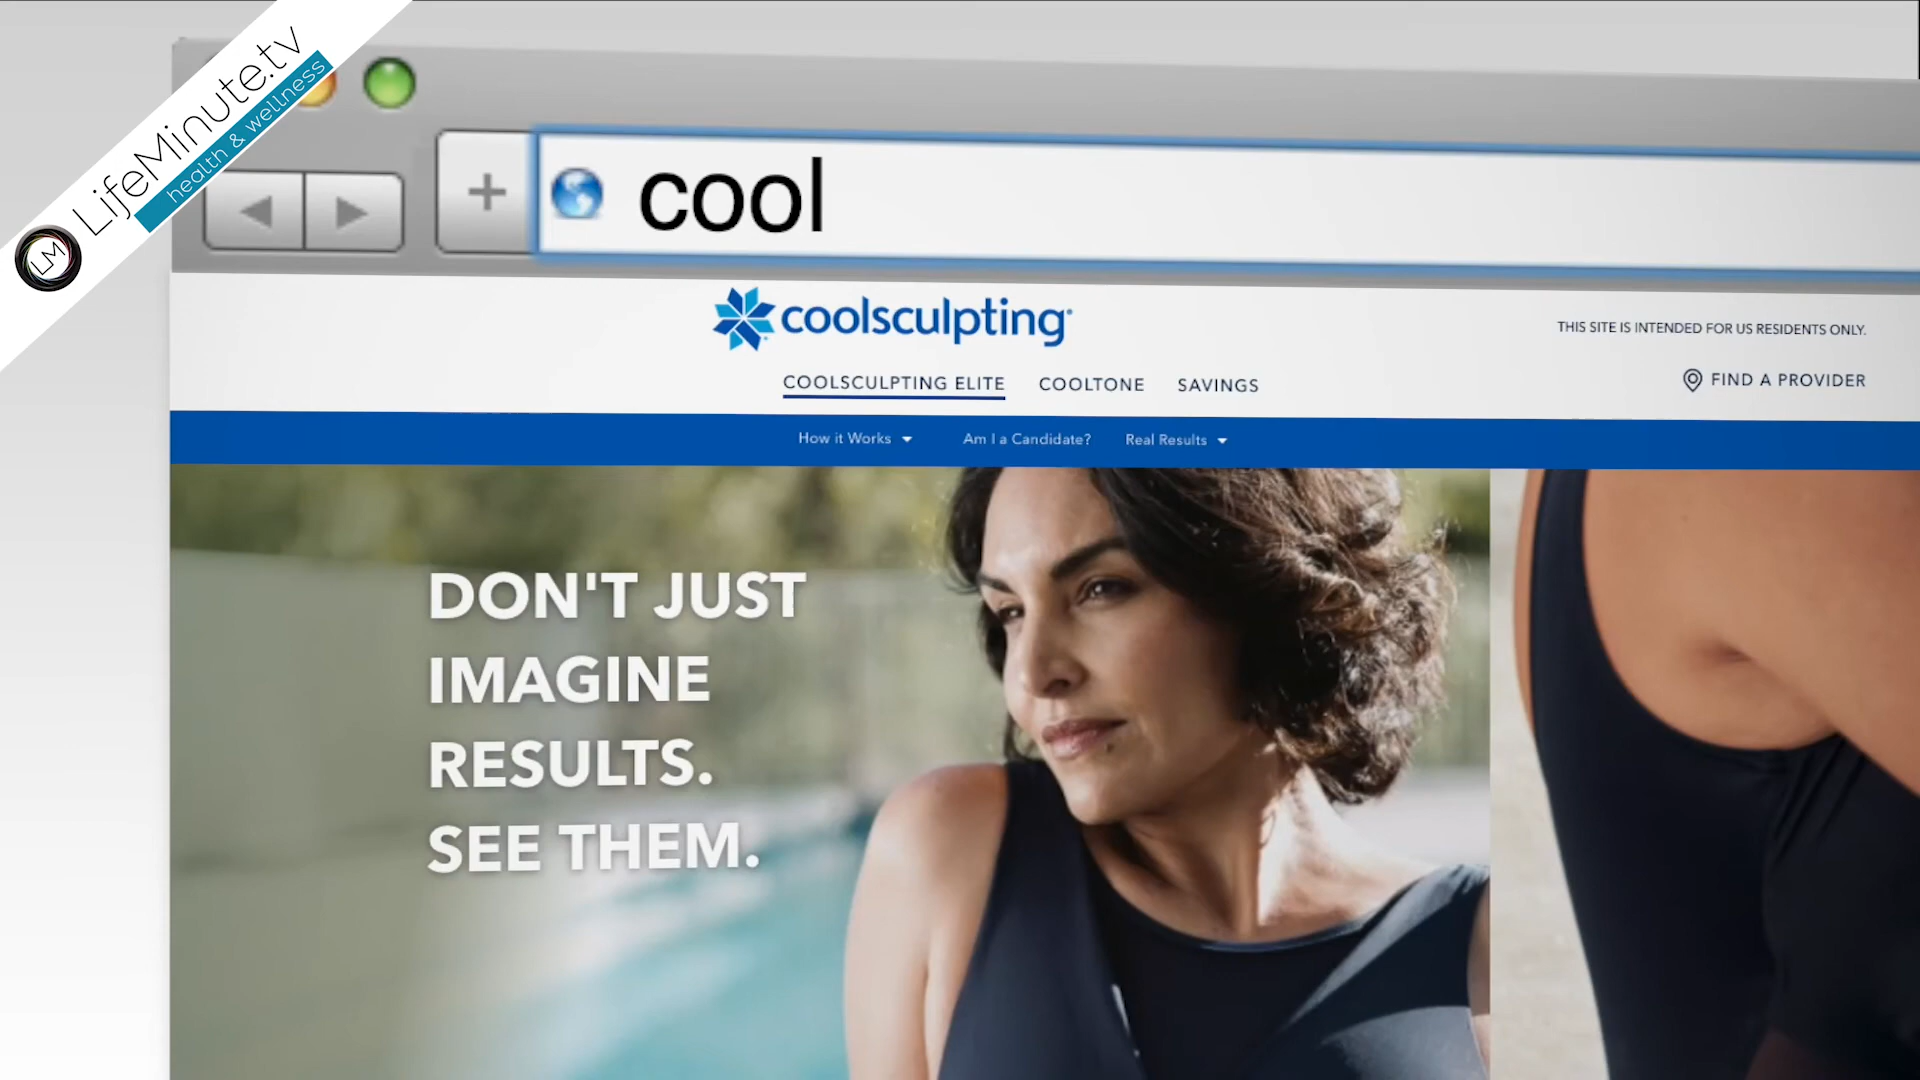 LifeMinute.tv
health & wellness
LM
+
cool
coolsculpting
THIS SITE IS INTENDED FOR US RESIDENTS ONLY.
COOLSCULPTING ELITE COOLTONE SAVINGS
FIND A PROVIDER
How it Works Am I a Candidate? Real Results
DON'T JUST
IMAGINE
RESULTS.
SEE THEM.